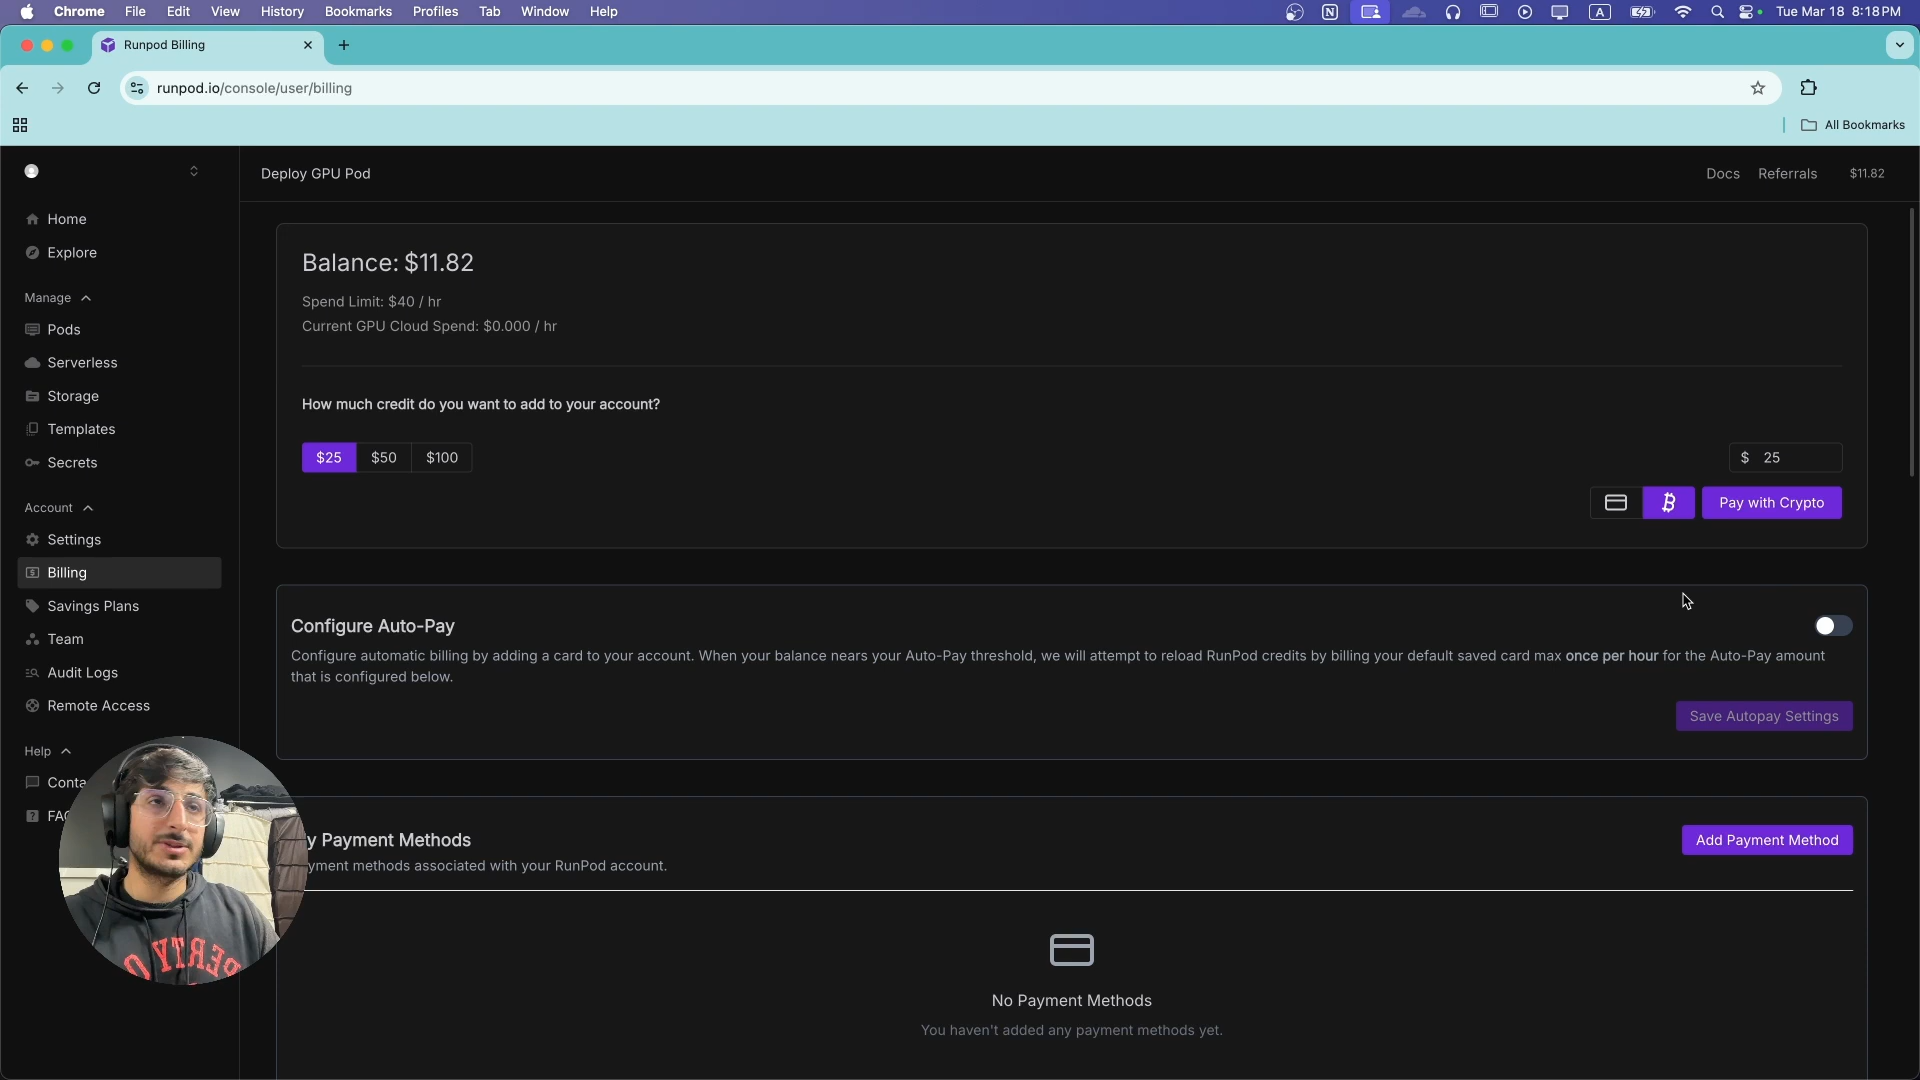 Chrome File Edit View History Bookmarks Profiles Tab Window Help
A Tue Mar 18 8:18 PM
Runpod Billing
runpod.io/console/user/billing
All Bookmarks
Deploy GPU Pod
Docs Referrals $11.82
Home
Explore
Manage
Pods
Serverless
Storage
Templates
Secrets
Account
Settings
Billing
Savings Plans
Team
Audit Logs
Remote Access
Help
Balance: $11.82
Spend Limit: $40 / hr
Current GPU Cloud Spend: $0.000 / hr
How much credit do you want to add to your account?
$25 $50 $100
$ 25
Pay with Crypto
Configure Auto-Pay
Configure automatic billing by adding a card to your account. When your balance nears your Auto-Pay threshold, we will attempt to reload RunPod credits by billing your default saved card max once per hour for the Auto-Pay amount
that is configured below.
Save Autopay Settings
Payment Methods
Add Payment Method
methods associated with your RunPod account.
No Payment Methods
You haven't added any payment methods yet.